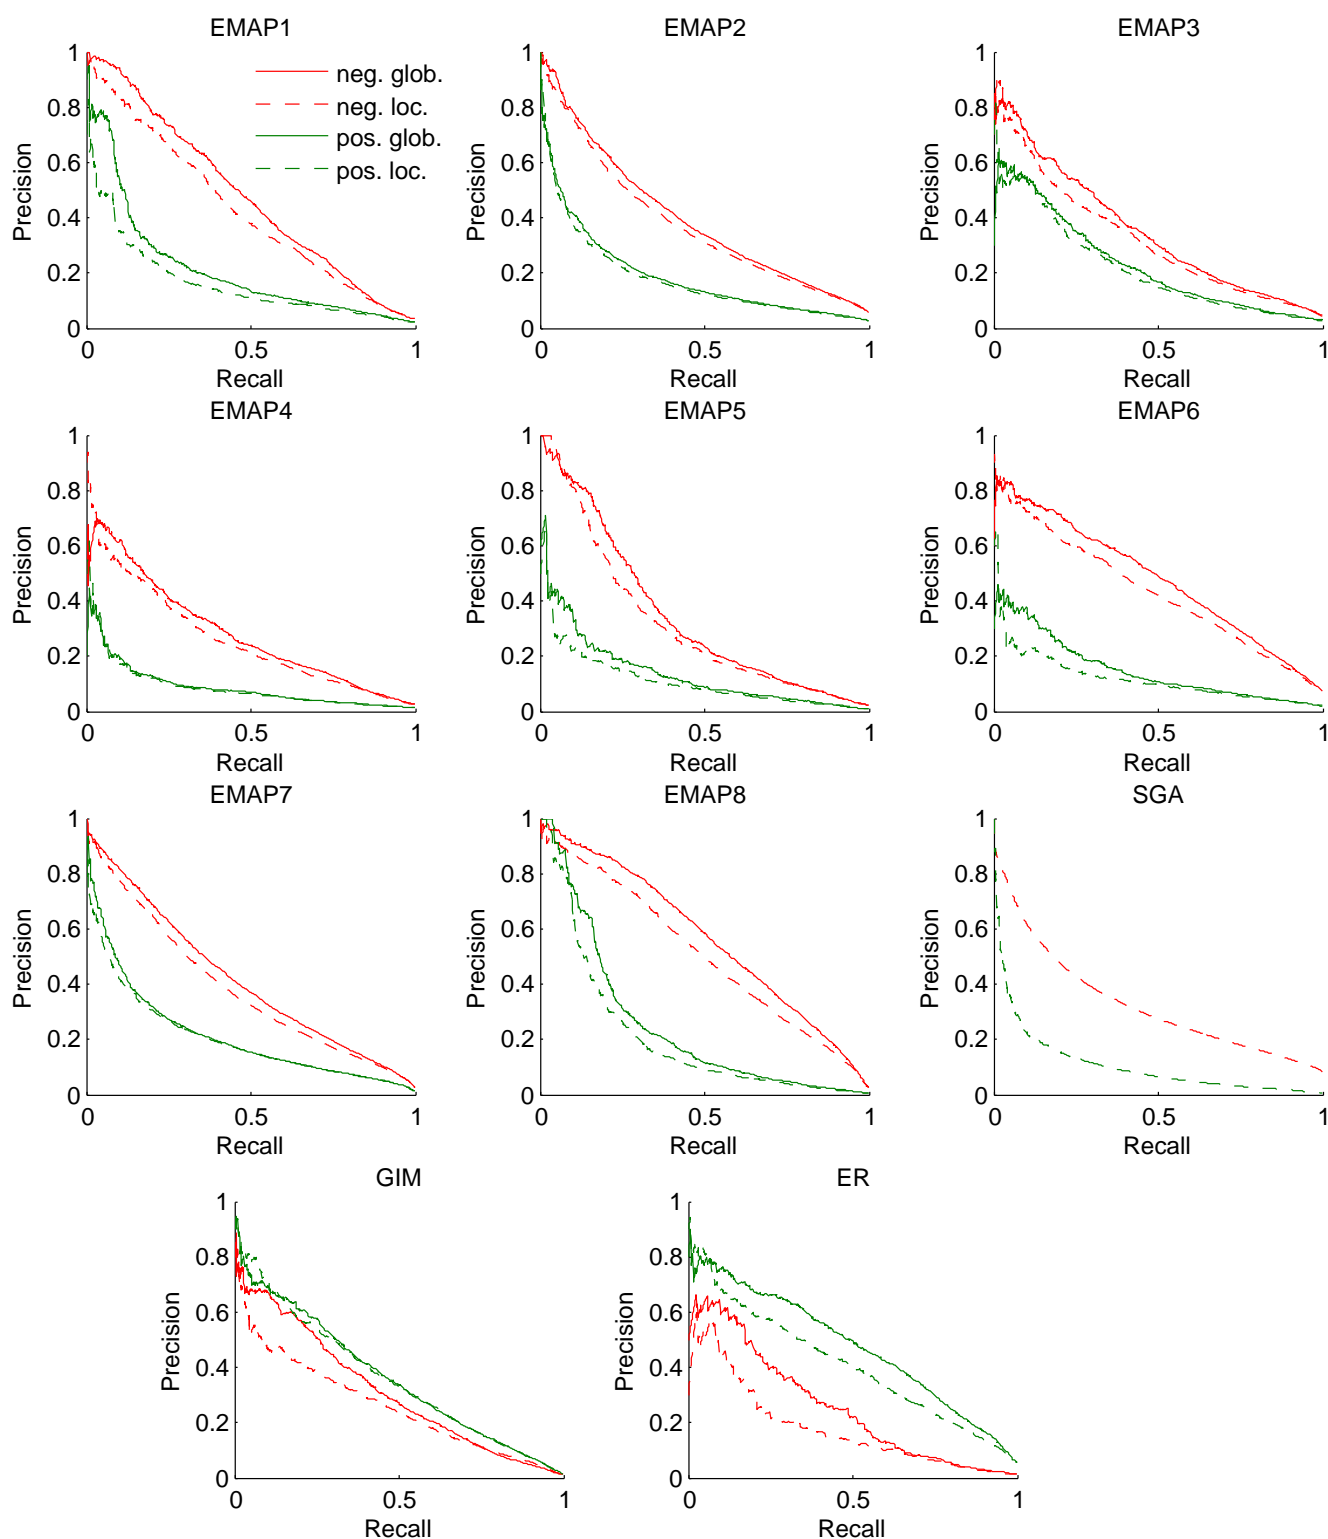 EMAP1
1
0.8
0.6
0.4
0.2
0
Precision
0 0.5 1
Recall
neg. glob.
neg. loc.
pos. glob.
pos. loc.
EMAP2
1
0.8
0.6
0.4
0.2
0
Precision
0 0.5 1
Recall
EMAP3
1
0.8
0.6
0.4
0.2
0
Precision
0 0.5 1
Recall
EMAP4
1
0.8
0.6
0.4
0.2
0
Precision
0 0.5 1
Recall
EMAP5
1
0.8
0.6
0.4
0.2
0
Precision
0 0.5 1
Recall
EMAP6
1
0.8
0.6
0.4
0.2
0
Precision
0 0.5 1
Recall
EMAP7
1
0.8
0.6
0.4
0.2
0
Precision
0 0.5 1
Recall
EMAP8
1
0.8
0.6
0.4
0.2
0
Precision
0 0.5 1
Recall
SGA
1
0.8
0.6
0.4
0.2
0
Precision
0 0.5 1
Recall
GIM
1
0.8
0.6
0.4
0.2
0
Precision
0 0.5 1
Recall
ER
1
0.8
0.6
0.4
0.2
0
Precision
0 0.5 1
Recall